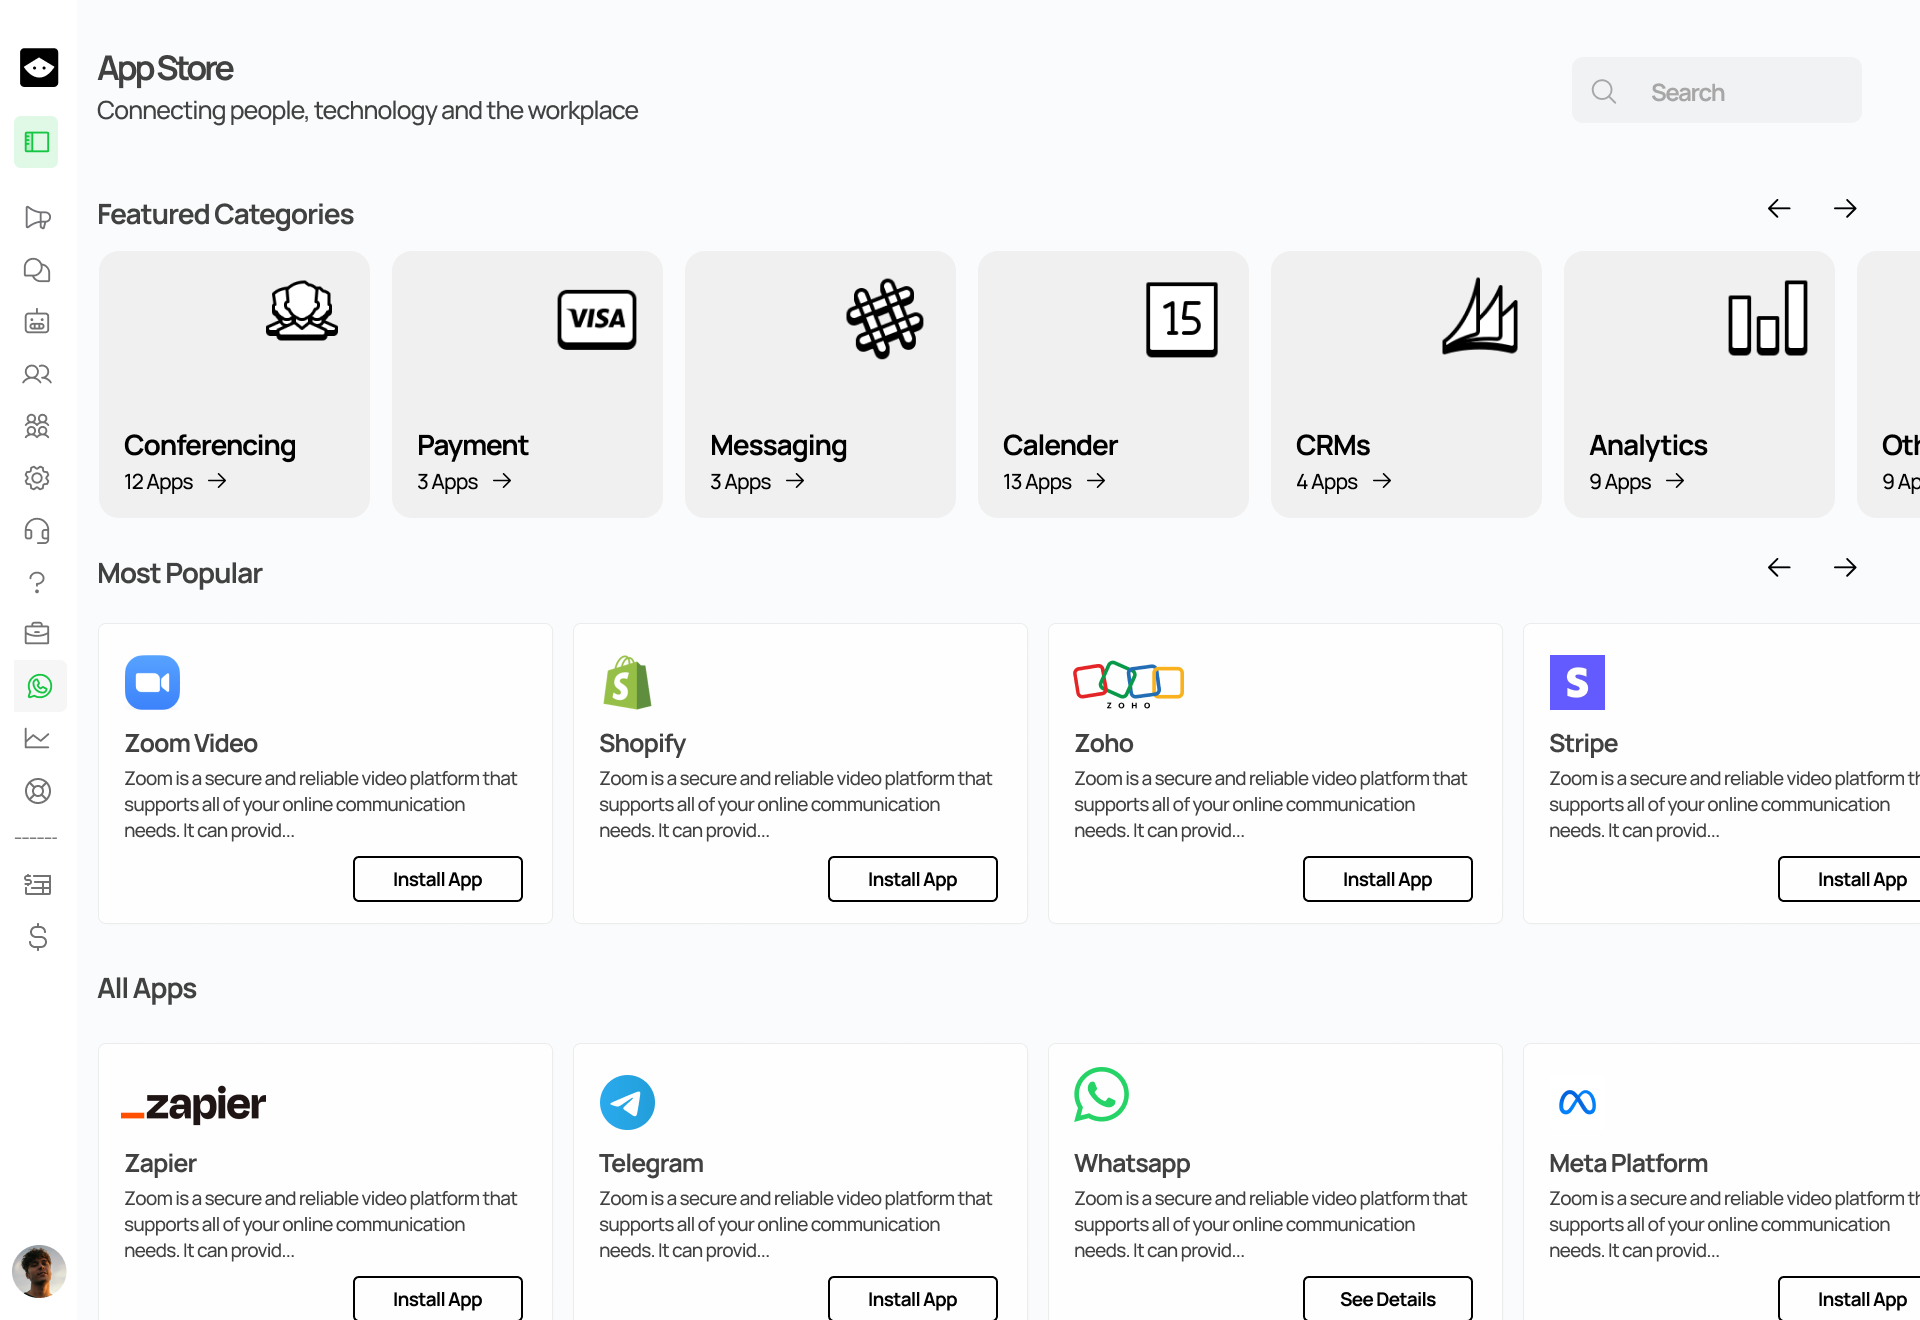 App Store
Connecting people, technology and the workplace
Search
Featured Categories
VISA
15
Conferencing
12 Apps
Payment
3 Apps
Messaging
3 Apps
Calender
13 Apps
CRMs
4 Apps
Analytics
9 Apps
Most Popular
S
ZOHO
S
Zoom Video
Zoom is a secure and reliable video platform that
supports all of your online communication
needs. It can provid...
Install App
Shopify
Zoom is a secure and reliable video platform that
supports all of your online communication
needs. It can provid...
Install App
Zoho
Zoom is a secure and reliable video platform that
supports all of your online communication
needs. It can provid...
Install App
Stripe
Zoom is a secure and reliable video platform
supports all of your online communication
needs. It can provid...
Install App
All Apps
zapier
Zapier
Zoom is a secure and reliable video platform that
supports all of your online communication
needs. It can provid...
Install App
Telegram
Zoom is a secure and reliable video platform that
supports all of your online communication
needs. It can provid...
Install App
Whatsapp
Zoom is a secure and reliable video platform that
supports all of your online communication
needs. It can provid...
See Details
Meta Platform
Zoom is a secure and reliable video platform
supports all of your online communication
needs. It can provid...
Install App